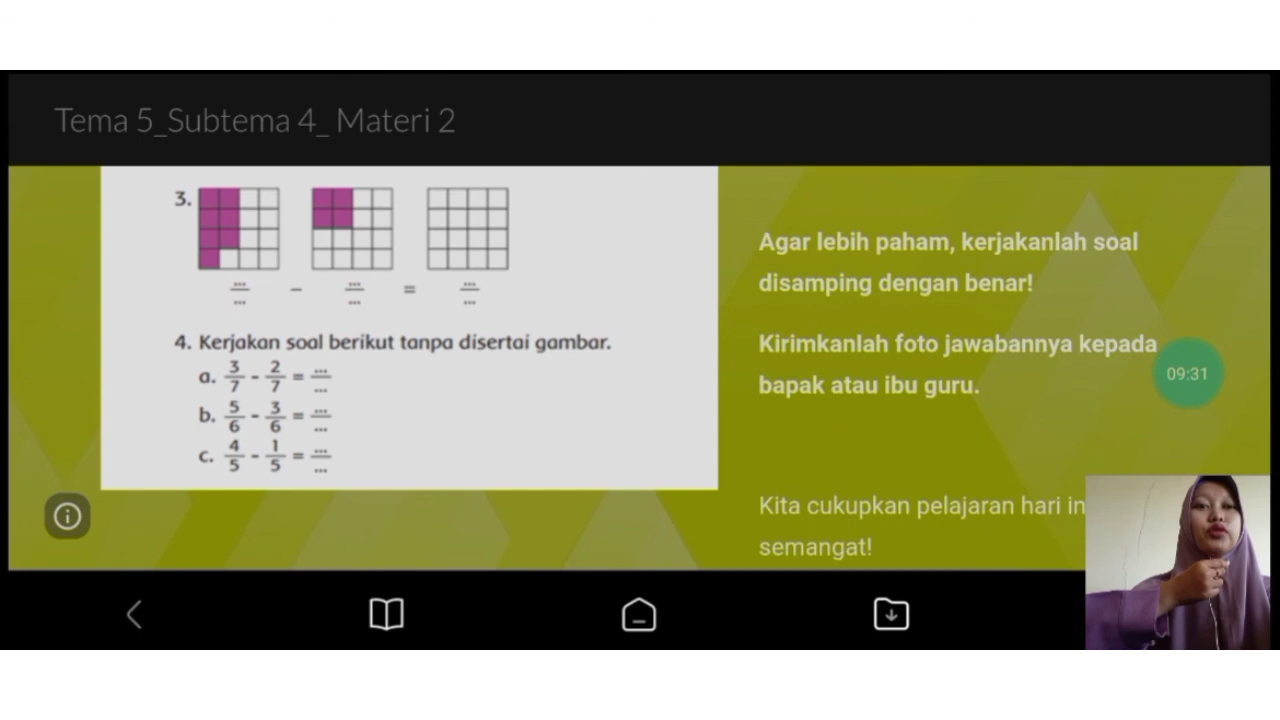 Tema 5_Subtema 4_ Materi 2
3.
... - ... = ...
... ... ...
4. Kerjakan soal berikut tanpa disertai gambar.
a. 3/7 - 2/7 = .../...
b. 5/6 - 3/6 = .../...
c. 4/5 - 1/5 = .../...
Agar lebih paham, kerjakanlah soal
disamping dengan benar!
Kirimkanlah foto jawabannya kepada
bapak atau ibu guru.
09:31
Kita cukupkan pelajaran hari
semangat!